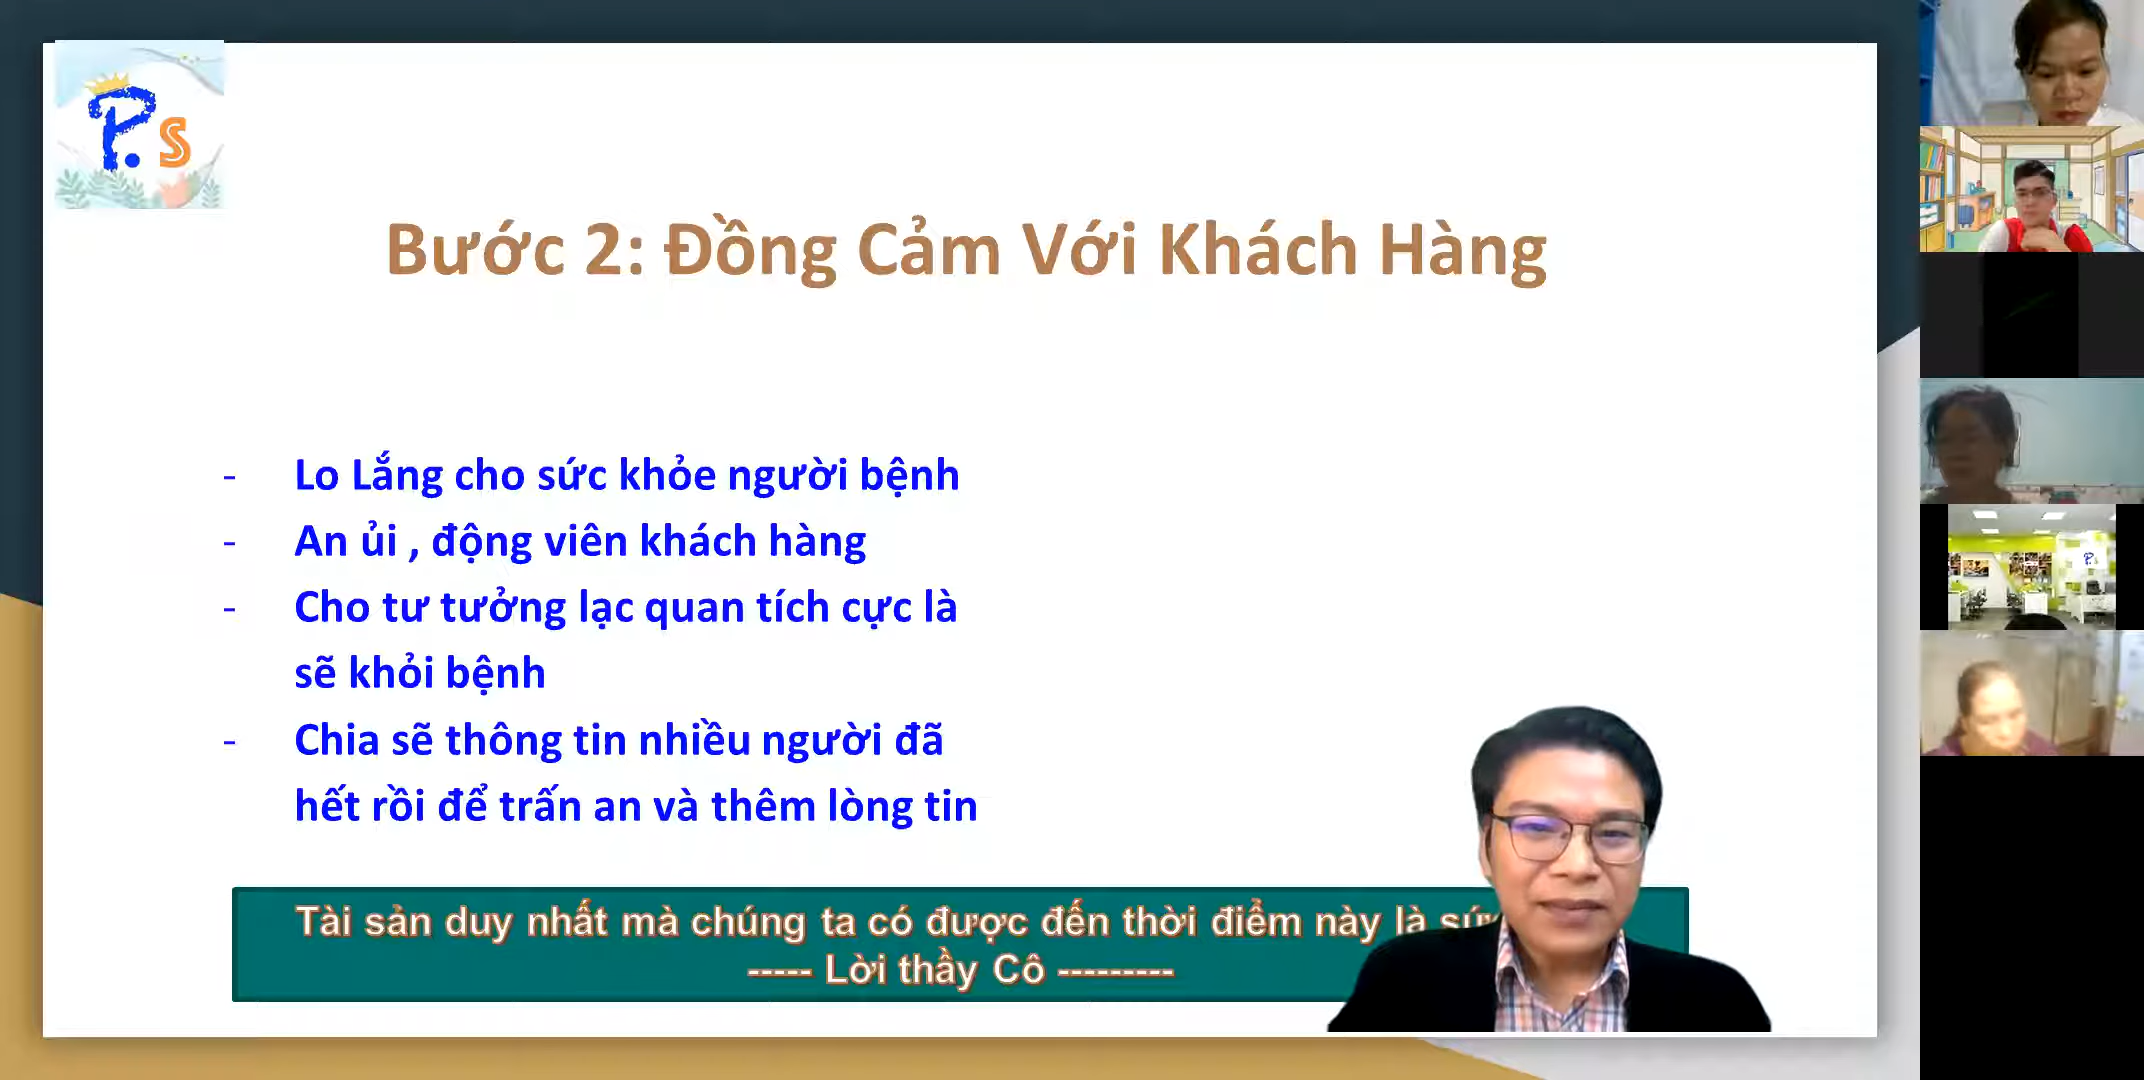 P.s
Bước 2: Đồng Cảm Với Khách Hàng
- Lo Lắng cho sức khỏe người bệnh
- An ủi , động viên khách hàng
- Cho tư tưởng lạc quan tích cực là
sẽ khỏi bệnh
- Chia sẽ thông tin nhiều người đã
hết rồi để trấn an và thêm lòng tin
Tài sản duy nhất mà chúng ta có được đến thời điểm này là
----- Lời thầy Cô ---------